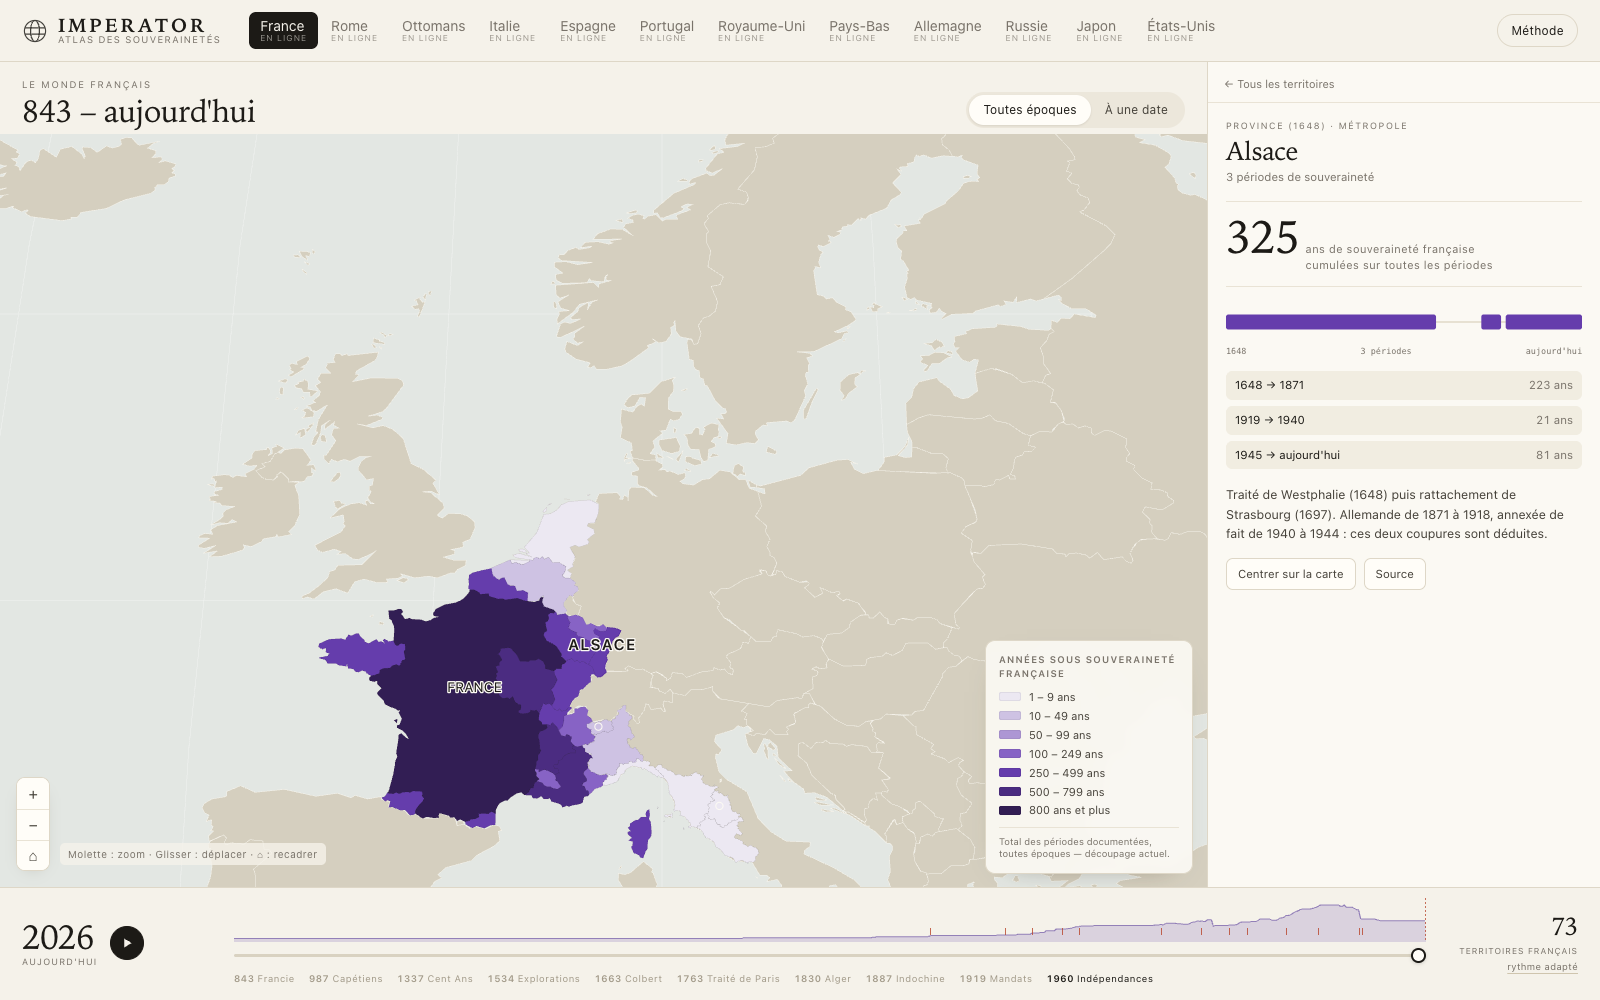 IMPERATOR
ATLAS DES SOUVERAINETÉS
France
EN LIGNE
Rome
EN LIGNE
Ottomans
EN LIGNE
Italie
EN LIGNE
Espagne
EN LIGNE
Portugal
EN LIGNE
Royaume-Uni
EN LIGNE
Pays-Bas
EN LIGNE
Allemagne
EN LIGNE
Russie
EN LIGNE
Japon
EN LIGNE
États-Unis
EN LIGNE
Méthode
LE MONDE FRANÇAIS
843 – aujourd'hui
Toutes époques
À une date
ALSACE
FRANCE
+
−
⌂
Molette : zoom · Glisser : déplacer · ⌂ : recadrer
ANNÉES SOUS SOUVERAINETÉ
FRANÇAISE
1 – 9 ans
10 – 49 ans
50 – 99 ans
100 – 249 ans
250 – 499 ans
500 – 799 ans
800 ans et plus
Total des périodes documentées,
toutes époques — découpage actuel.
← Tous les territoires
PROVINCE (1648) · MÉTROPOLE
Alsace
3 périodes de souveraineté
325 ans de souveraineté française
cumulées sur toutes les périodes
1648 3 périodes aujourd'hui
1648 → 1871 223 ans
1919 → 1940 21 ans
1945 → aujourd'hui 81 ans
Traité de Westphalie (1648) puis rattachement de
Strasbourg (1697). Allemande de 1871 à 1918, annexée de
fait de 1940 à 1944 : ces deux coupures sont déduites.
Centrer sur la carte
Source
2026
AUJOURD'HUI
843 Francie 987 Capétiens 1337 Cent Ans 1534 Explorations 1663 Colbert 1763 Traité de Paris 1830 Alger 1887 Indochine 1919 Mandats 1960 Indépendances
73
TERRITOIRES FRANÇAIS
rythme adapté